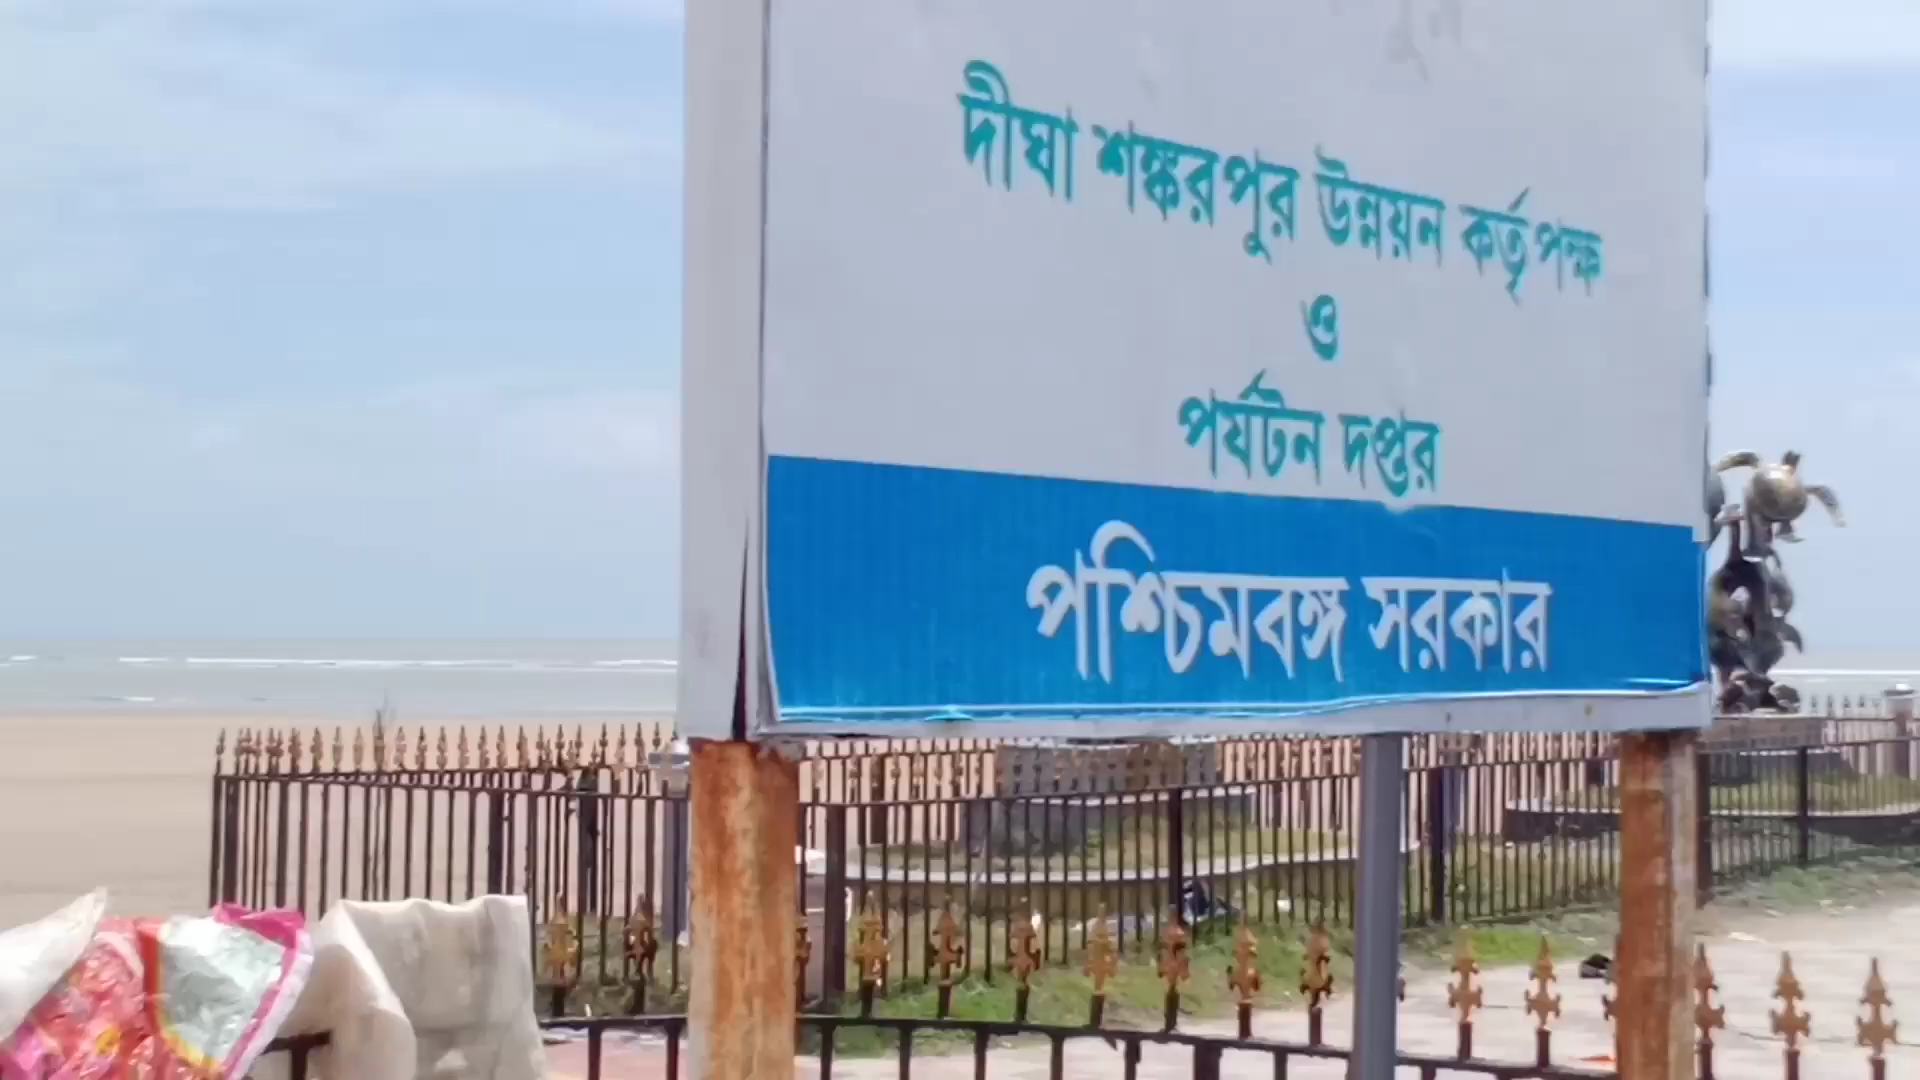 দীঘা শঙ্করপুর উন্নয়ন কর্তৃপক্ষ
ও
পর্যটন দপ্তর
পশ্চিমবঙ্গ সরকার